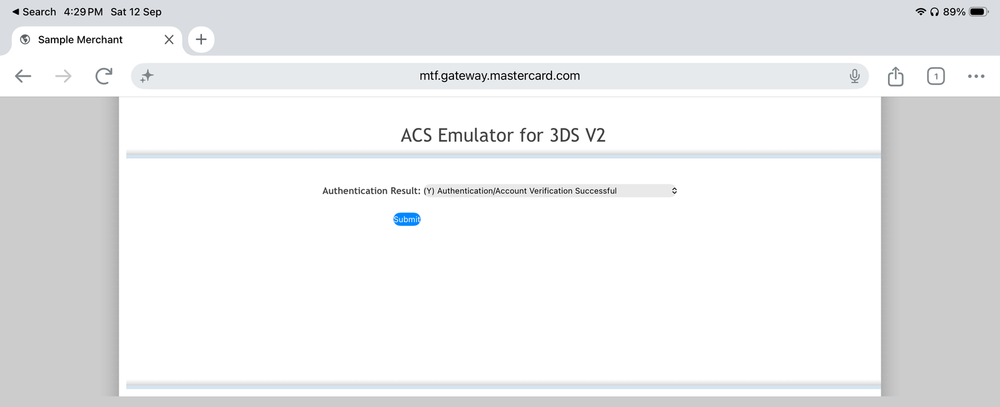 ◀ Search 4:29 PM Sat 12 Sep 89%
Sample Merchant
mtf.gateway.mastercard.com
1
ACS Emulator for 3DS V2
Authentication Result: (Y) Authentication/Account Verification Successful
Submit